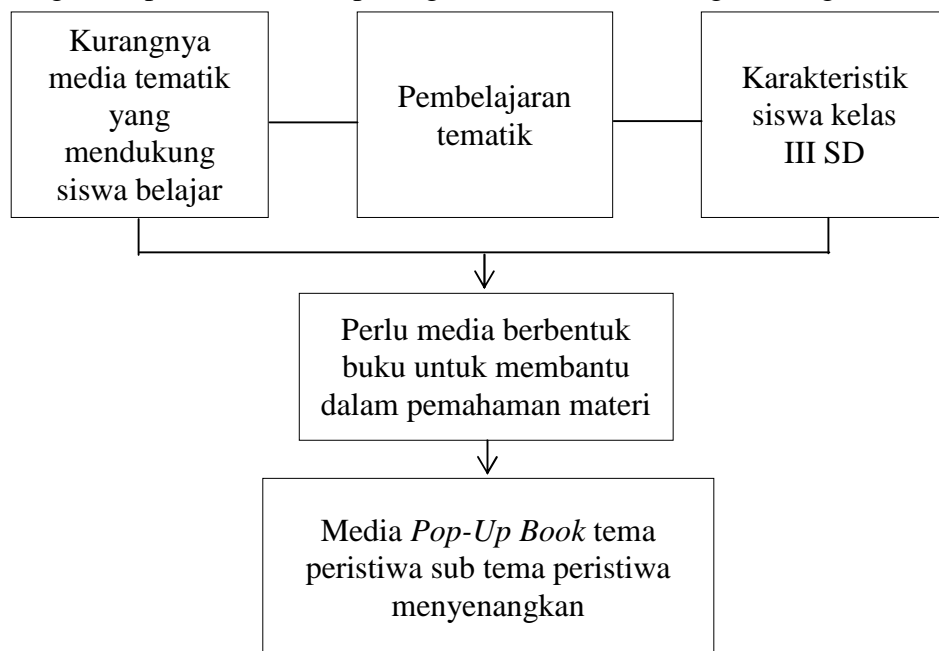 Kurangnya
media tematik
yang
mendukung
siswa belajar
Pembelajaran
tematik
Karakteristik
siswa kelas
III SD
Perlu media berbentuk
buku untuk membantu
dalam pemahaman materi
Media Pop-Up Book tema
peristiwa sub tema peristiwa
menyenangkan